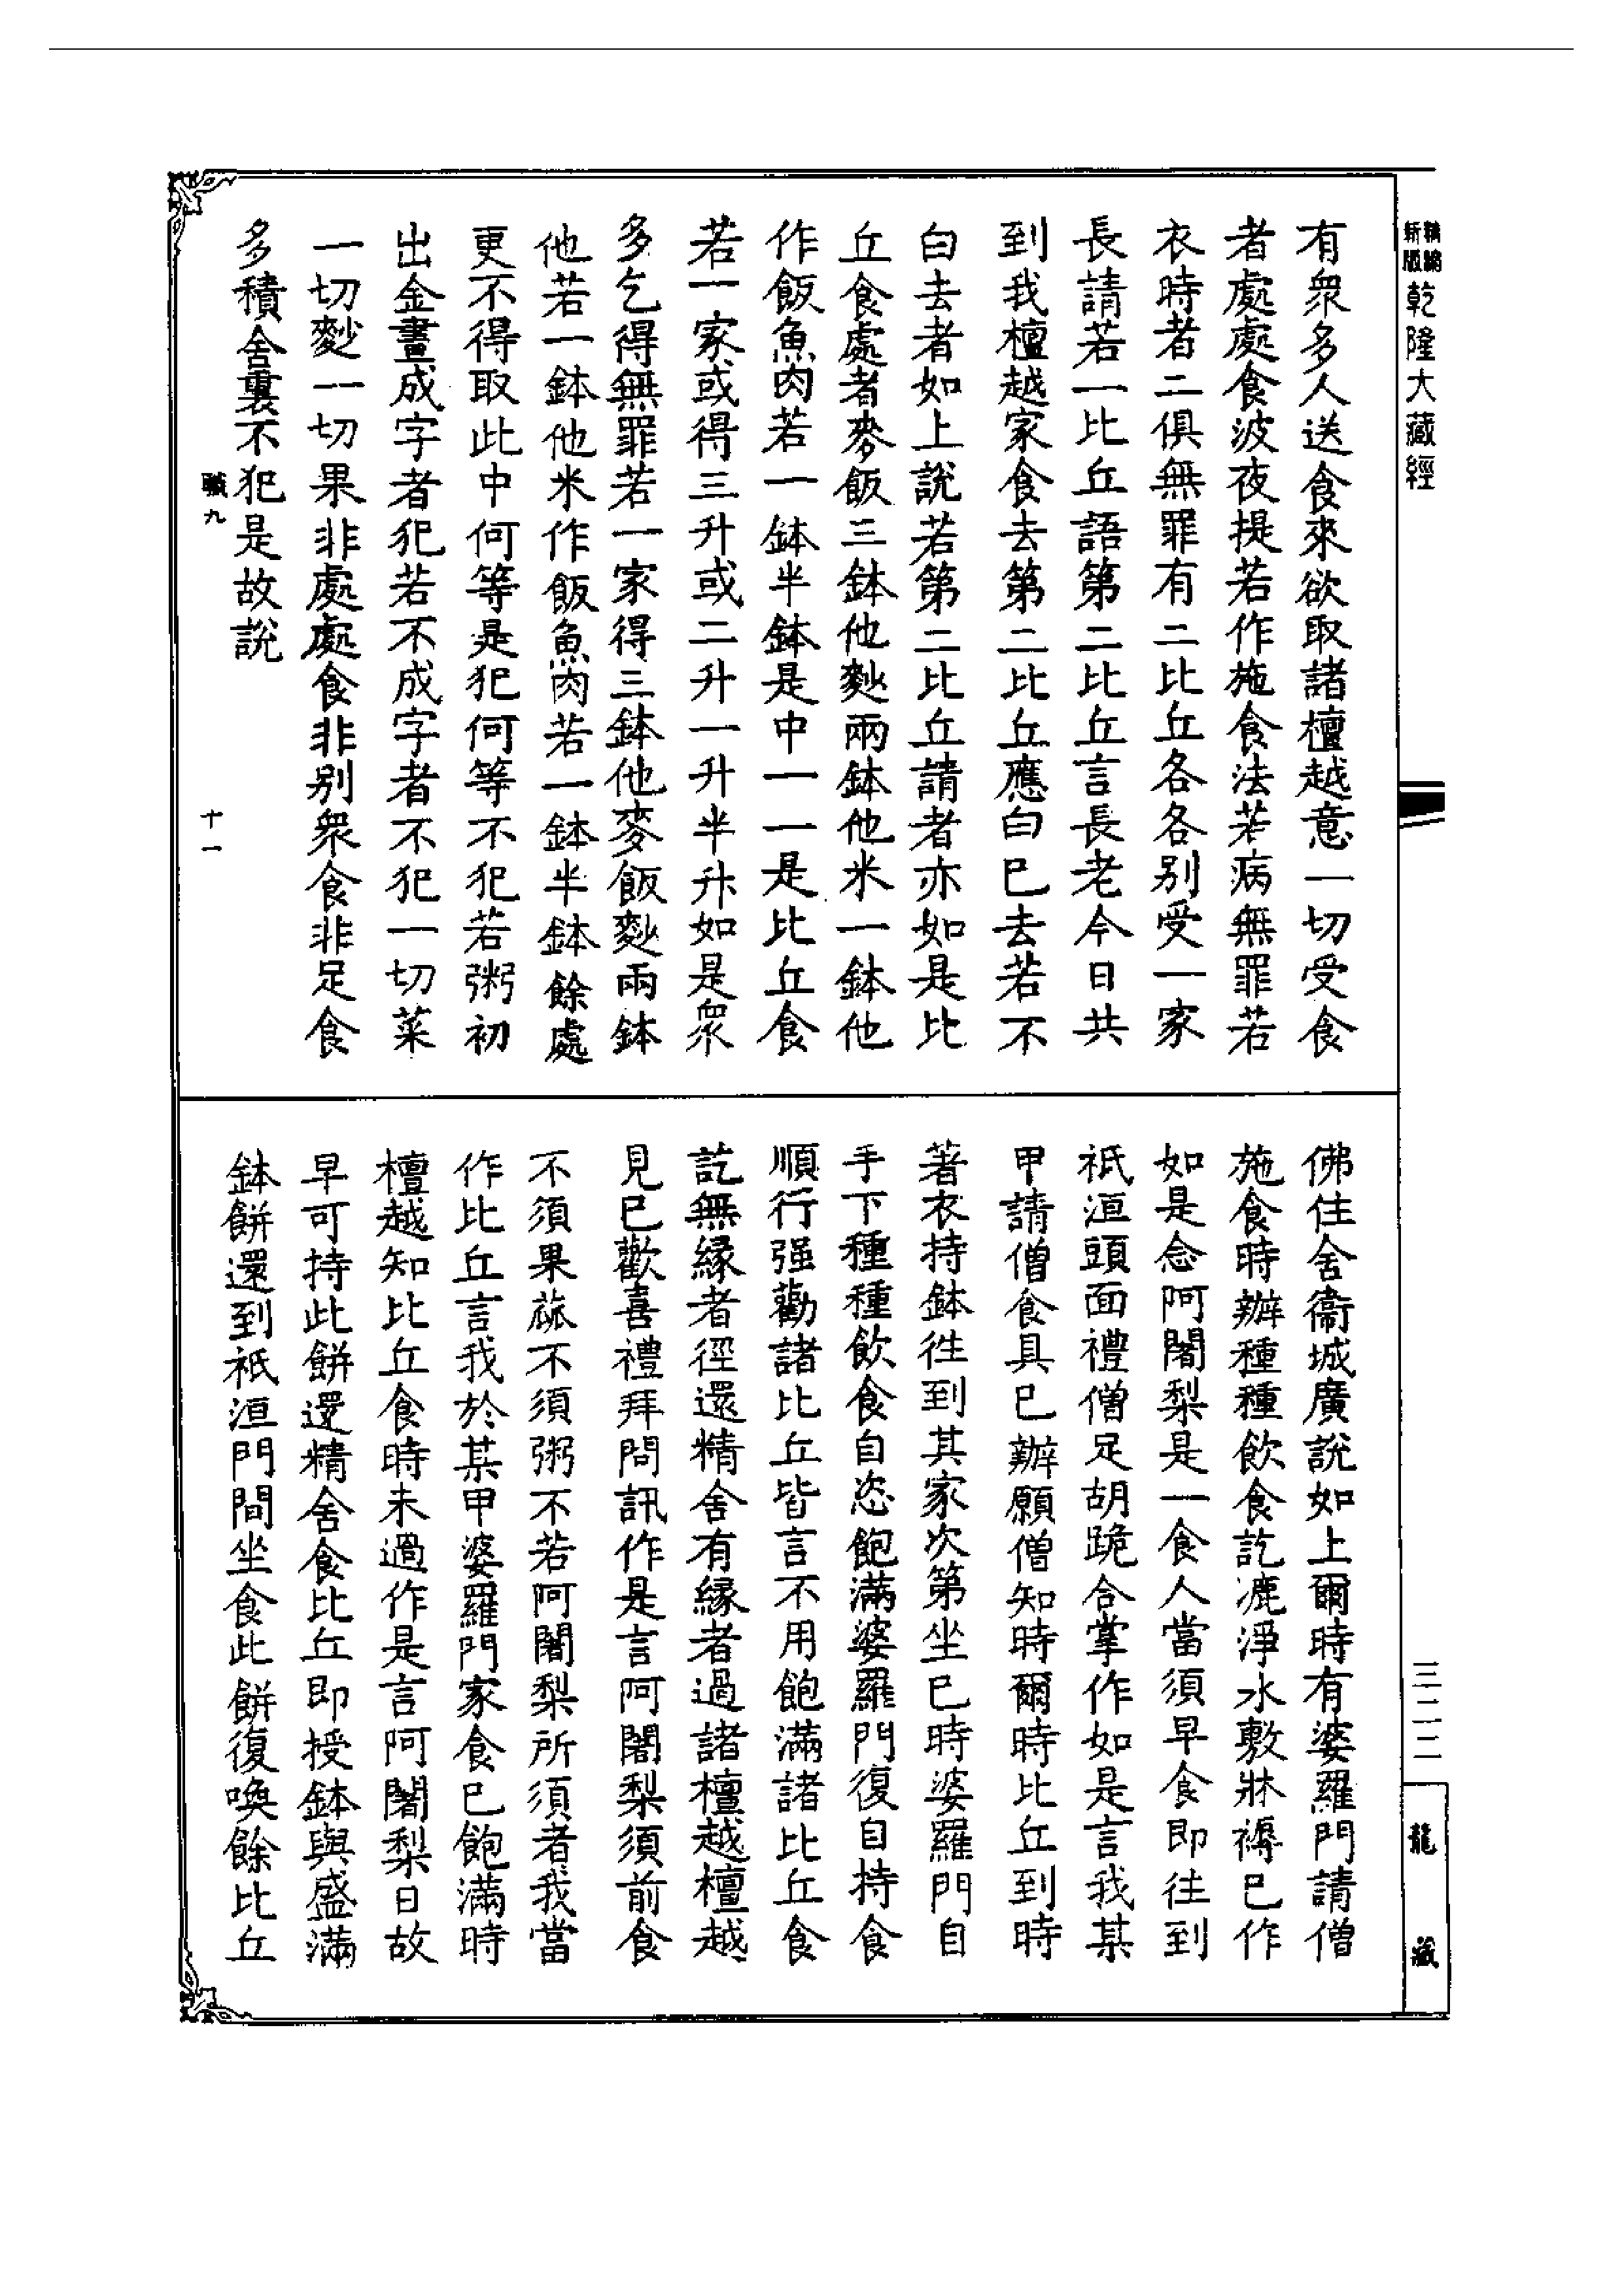 精縮新版乾隆大藏經
有衆多人送食來欲取諸檀越意一切受食
者處處食波夜提若作施食法若病無罪若
衣時者二俱無罪有二比丘各各别受一家
長請若一比丘語第二比丘言長老今日共
到我檀越家食去第二比丘應白已去若不
白去者如上說若第二比丘請者亦如是比
丘食處者麥飯三鉢他麨兩鉢他米一鉢他
作飯魚肉若一鉢半鉢是中一一是比丘食
若一家或得三升或二升一升半升如是衆
多乞得無罪若一家得三鉢他麥飯麨兩鉢
他若一鉢他米作飯魚肉若一鉢半鉢餘處
更不得取此中何等是犯何等不犯若粥初
出金畫成字者犯若不成字者不犯一切菜
一切麨一切果非處處食非别衆食非足食
多積舍裏不犯是故說
職九
十一
佛住舍衞城廣說如上爾時有婆羅門請僧
施食時辦種種飲食訖漉淨水敷牀褥已作
如是念阿闍梨是一食人當須早食即往到
祇洹頭面禮僧足胡跪合掌作如是言我某
甲請僧食具已辦願僧知時爾時比丘到時
著衣持鉢徃到其家次第坐已時婆羅門自
手下種種飲食自恣飽滿婆羅門復自持食
順行强勸諸比丘皆言不用飽滿諸比丘食
訖無緣者徑還精舍有緣者過諸檀越檀越
見已歡喜禮拜問訊作是言阿闍梨須前食
不須果蓏不須粥不若阿闍梨所須者我當
作比丘言我於某甲婆羅門家食已飽滿時
檀越知比丘食時未過作是言阿闍梨日故
早可持此餅還精舍食比丘即授鉢與盛滿
鉢餅還到祇洹門間坐食此餅復喚餘比丘
三二二
龍藏